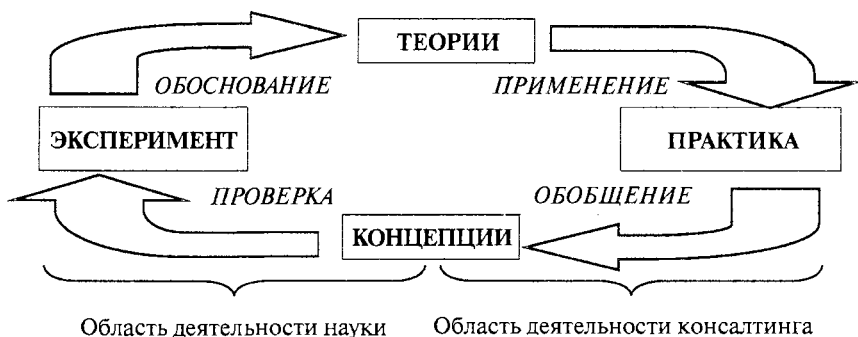 ТЕОРИИ
ОБОСНОВАНИЕ
ПРИМЕНЕНИЕ
ЭКСПЕРИМЕНТ
ПРАКТИКА
ПРОВЕРКА
ОБОБЩЕНИЕ
КОНЦЕПЦИИ
Область деятельности науки
Область деятельности консалтинга